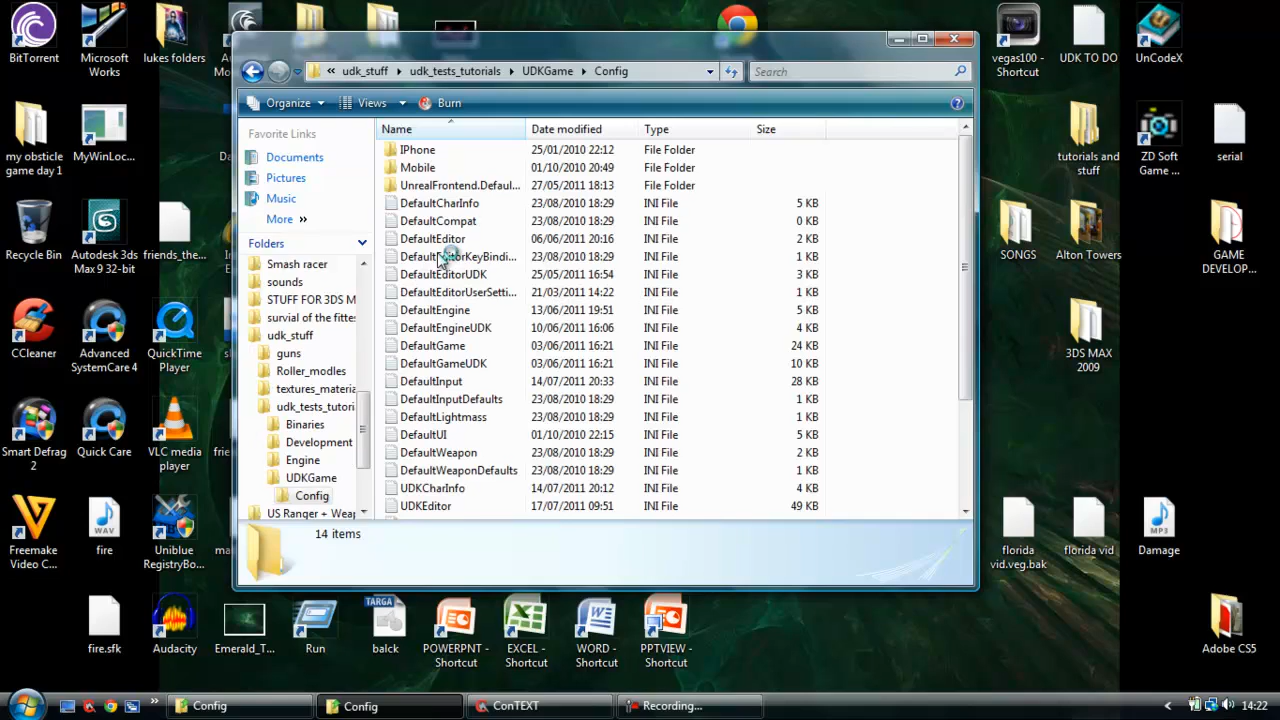 BitTorrent
Microsoft Works
lukes folders
vegas100 - Shortcut
UDK TO DO
UnCodeX
udk_stuff
udk_tests_tutorials
UDKGame
Config
Search
Organize
Views
Burn
Favorite Links
Documents
Pictures
Music
More
Folders
Smash racer
sounds
STUFF FOR 3DS M
survial of the fittes
udk_stuff
guns
Roller_modles
textures_materia
udk_tests_tutori
Binaries
Development
Engine
UDKGame
Config
US Ranger + Weap
Name Date modified Type Size
IPhone 25/01/2010 22:12 File Folder
Mobile 01/10/2010 20:49 File Folder
UnrealFrontend.Defaul... 27/05/2011 18:13 File Folder
DefaultCharInfo 23/08/2010 18:29 INI File 5 KB
DefaultCompat 23/08/2010 18:29 INI File 0 KB
DefaultEditor 06/06/2011 20:16 INI File 2 KB
23/08/2010 18:29 INI File 1 KB
DefaultEditorUDK 25/05/2011 16:54 INI File 3 KB
DefaultEditorUserSetti... 21/03/2011 14:22 INI File 1 KB
DefaultEngine 13/06/2011 19:51 INI File 5 KB
DefaultEngineUDK 10/06/2011 16:06 INI File 4 KB
DefaultGame 03/06/2011 16:21 INI File 24 KB
DefaultGameUDK 03/06/2011 16:21 INI File 10 KB
DefaultInput 14/07/2011 20:33 INI File 28 KB
DefaultInputDefaults 23/08/2010 18:29 INI File 1 KB
DefaultLightmass 23/08/2010 18:29 INI File 1 KB
DefaultUI 01/10/2010 22:15 INI File 5 KB
DefaultWeapon 23/08/2010 18:29 INI File 2 KB
DefaultWeaponDefaults 23/08/2010 18:29 INI File 1 KB
UDKCharInfo 14/07/2011 20:12 INI File 4 KB
UDKEditor 17/07/2011 09:51 INI File 49 KB
14 items
my obsticle game day 1
MyWinLoc...
tutorials and stuff
ZD Soft Game ...
serial
Recycle Bin
Autodesk 3ds Max 9 32-bit
friends_the...
SONGS
Alton Towers
GAME DEVELOP...
CCleaner
Advanced SystemCare 4
QuickTime Player
3DS MAX 2009
Smart Defrag 2
Quick Care
VLC media player
Freemake Video C...
fire
Uniblue RegistryBo...
florida vid.veg.bak
florida vid
Damage
fire.sfk
Audacity
Emerald_T...
Run
TARGA
balck
POWERPNT - Shortcut
EXCEL - Shortcut
WORD - Shortcut
PPTVIEW - Shortcut
Adobe CS5
Config
Config
ConTEXT
Recording...
14:22